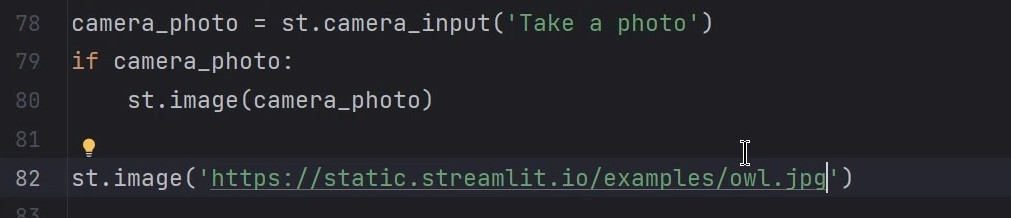 78 camera_photo = st.camera_input('Take a photo')
79 if camera_photo:
80     st.image(camera_photo)
81
82 st.image('https://static.streamlit.io/examples/owl.jpg')
83